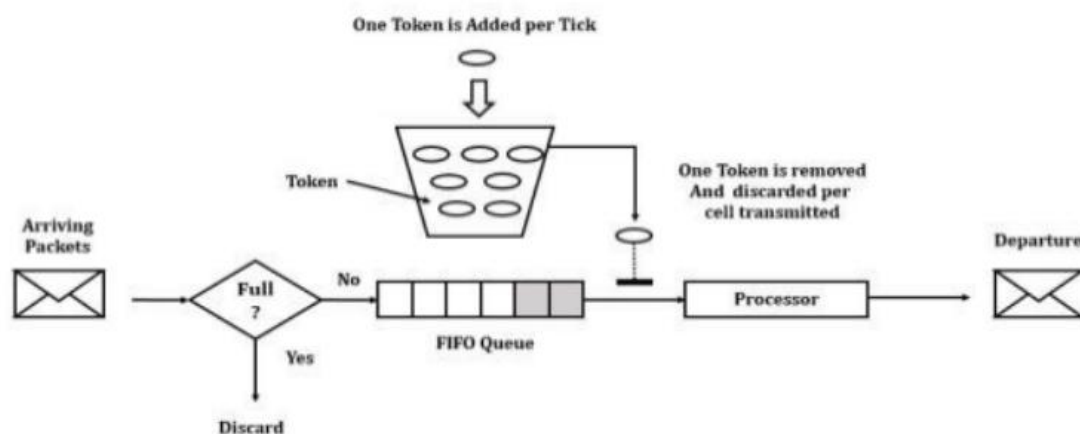 One Token is Added per Tick
Token
One Token is removed
And discarded per
cell transmitted
Arriving
Packets
Departure
Full
?
No
Yes
Processor
FIFO Queue
Discard